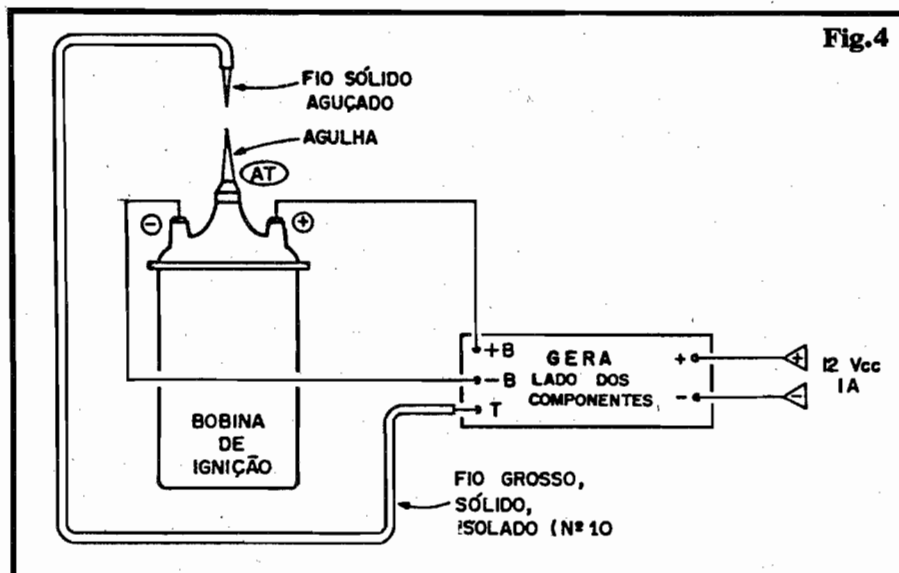 Fig.4
FIO SÓLIDO
AGUÇADO
AGULHA
AT
- +
BOBINA
DE
IGNIÇÃO
+B
-B
T
GERA
LADO DOS
COMPONENTES
+
-
+
-
12 Vcc
1A
FIO GROSSO,
SÓLIDO,
ISOLADO (Nº 10